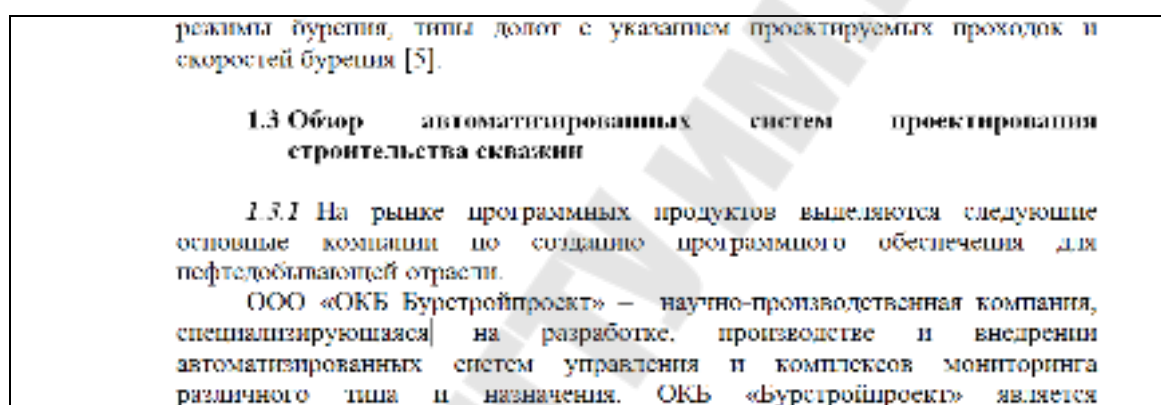 режимы бурения, типы долот с указанием проектируемых проходок и
скоростей бурения [5].
1.3 Обзор автоматизированных систем проектирования
строительства скважин
1.3.1 На рынке программных продуктов выделяются следующие
основные компании по созданию программного обеспечения для
нефтедобывающей отрасли.
ООО «ОКБ Бурстройпроект» – научно-производственная компания,
специализирующаяся на разработке, производстве и внедрении
автоматизированных систем управления и комплексов мониторинга
различного типа и назначения. ОКБ «Бурстройпроект» является